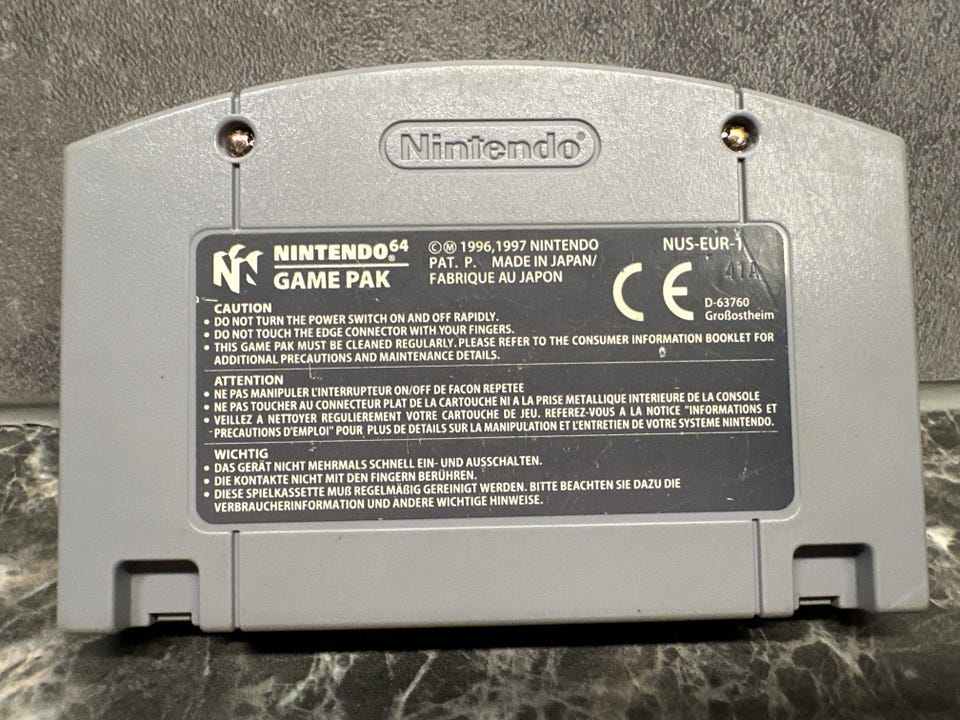 Nintendo®
NINTENDO⁶⁴®
GAME PAK
©Ⓜ 1996,1997 NINTENDO
PAT. P. MADE IN JAPAN/
FABRIQUE AU JAPON
NUS-EUR-1
41A
CE
D-63760
Großostheim
CAUTION
• DO NOT TURN THE POWER SWITCH ON AND OFF RAPIDLY.
• DO NOT TOUCH THE EDGE CONNECTOR WITH YOUR FINGERS.
• THIS GAME PAK MUST BE CLEANED REGULARLY. PLEASE REFER TO THE CONSUMER INFORMATION BOOKLET FOR
ADDITIONAL PRECAUTIONS AND MAINTENANCE DETAILS.
ATTENTION
• NE PAS MANIPULER L'INTERRUPTEUR ON/OFF DE FACON REPETEE
• NE PAS TOUCHER AU CONNECTEUR PLAT DE LA CARTOUCHE NI A LA PRISE METALLIQUE INTERIEURE DE LA CONSOLE
• VEILLEZ A NETTOYER REGULIEREMENT VOTRE CARTOUCHE DE JEU. REFEREZ-VOUS A LA NOTICE "INFORMATIONS ET
PRECAUTIONS D'EMPLOI" POUR PLUS DE DETAILS SUR LA MANIPULATION ET L'ENTRETIEN DE VOTRE SYSTEME NINTENDO.
WICHTIG
• DAS GERÄT NICHT MEHRMALS SCHNELL EIN- UND AUSSCHALTEN.
• DIE KONTAKTE NICHT MIT DEN FINGERN BERÜHREN.
• DIESE SPIELKASSETTE MUß REGELMÄßIG GEREINIGT WERDEN. BITTE BEACHTEN SIE DAZU DIE
VERBRAUCHERINFORMATION UND ANDERE WICHTIGE HINWEISE.